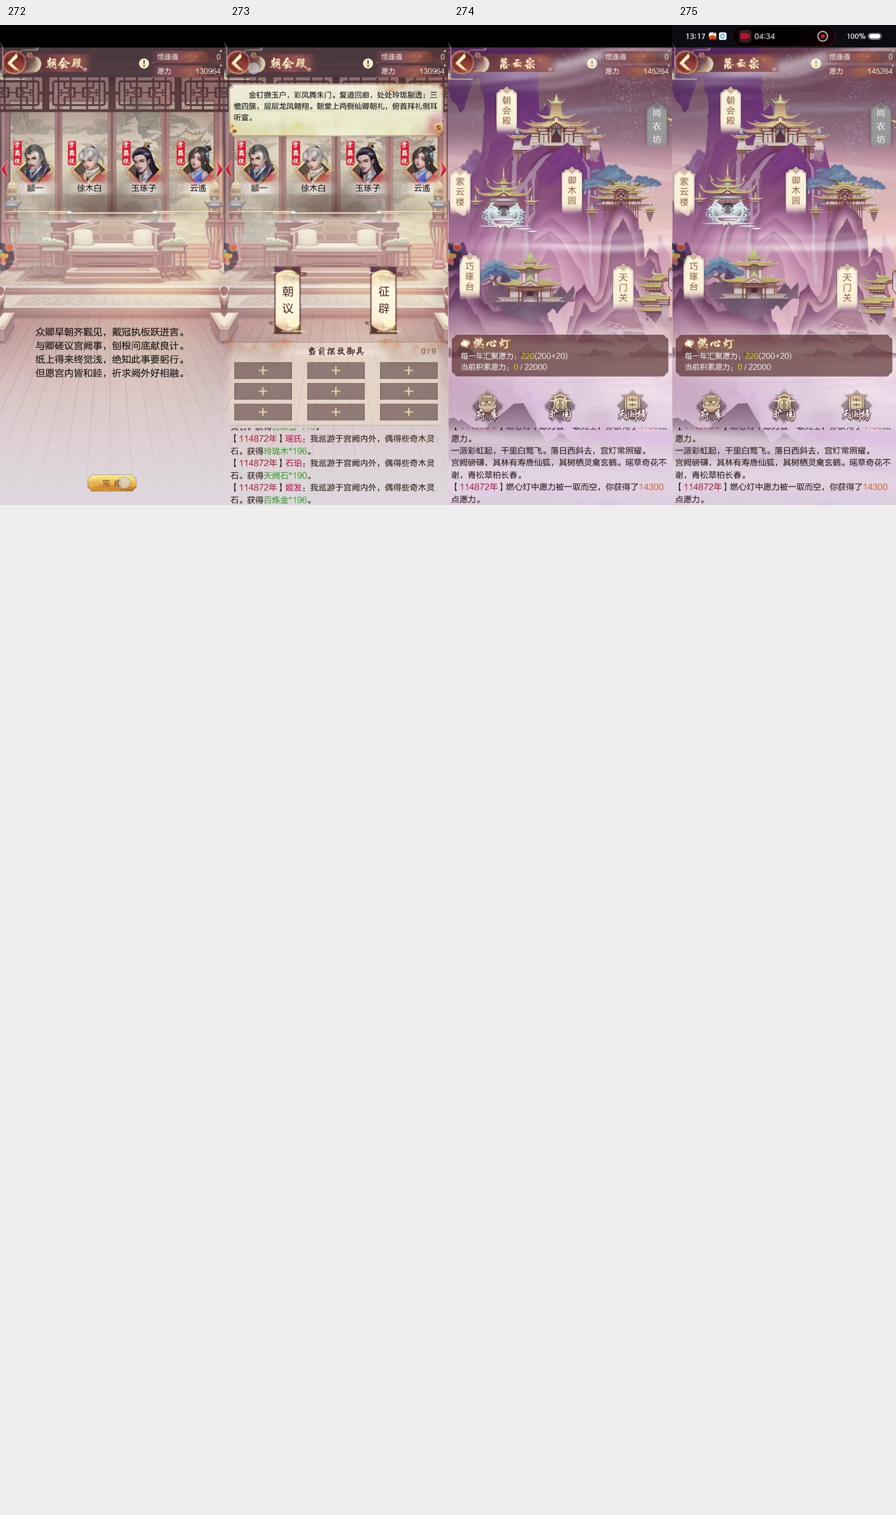 272
朝会殿
恬逸值 0
愿力 130964
颛一
徐木白
玉琢子
云遥
众卿早朝齐觐见，戴冠执板跃进言。
与卿磋议宫阙事，刨根问底献良计。
纸上得来终觉浅，绝知此事要躬行。
但愿宫内皆和睦，祈求阙外好相融。
273
朝会殿
恬逸值 0
愿力 130964
金钉攒玉户，彩凤舞朱门。复道回廊，处处玲珑剔透；三
檐四簇，层层龙凤翱翔。朝堂上两侧仙卿朝礼，俯首拜礼侧耳
听宣。
颛一
徐木白
玉琢子
云遥
朝议
征辟
当前摆放御具 0/9
【114872年】瑶氏：我巡游于宫阙内外，偶得些奇木灵
石。获得玲珑木*196。
【114872年】石珀：我巡游于宫阙内外，偶得些奇木灵
石。获得天阙石*190。
【114872年】姬发：我巡游于宫阙内外，偶得些奇木灵
石。获得百炼金*196。
274
落云宗
恬逸值 0
愿力 145264
朝会殿
尚衣坊
萦云楼
御木园
巧琢台
天门关
燃心灯
每一年汇聚愿力：220(200+20)
当前积累愿力：0 / 22000
愿力。
一派彩虹起，千里白鹭飞。落日西斜去，宫灯常照耀。
宫阙磅礴，其林有寿鹿仙狐，其树栖灵禽玄鹤。瑶草奇花不
谢，青松翠柏长春。
【114872年】燃心灯中愿力被一取而空，你获得了14300
点愿力。
275
13:17
04:34
100%
落云宗
恬逸值 0
愿力 145264
朝会殿
尚衣坊
萦云楼
御木园
巧琢台
天门关
燃心灯
每一年汇聚愿力：220(200+20)
当前积累愿力：0 / 22000
愿力。
一派彩虹起，千里白鹭飞。落日西斜去，宫灯常照耀。
宫阙磅礴，其林有寿鹿仙狐，其树栖灵禽玄鹤。瑶草奇花不
谢，青松翠柏长春。
【114872年】燃心灯中愿力被一取而空，你获得了14300
点愿力。